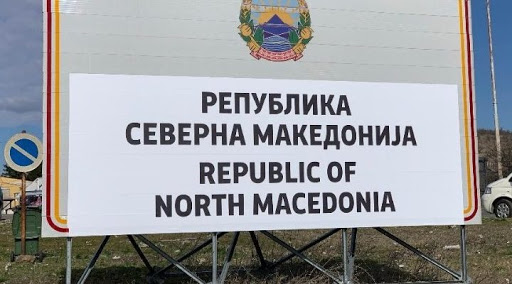 РЕПУБЛИКА
СЕВЕРНА МАКЕДОНИЈА
REPUBLIC OF
NORTH MACEDONIA